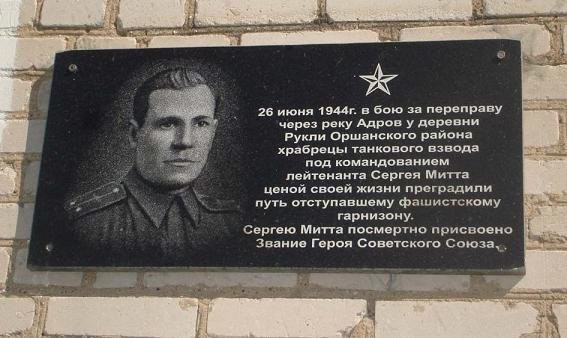 26 июня 1944г. в бою за переправу
через реку Адров у деревни
Рукли Оршанского района
храбрецы танкового взвода
под командованием
лейтенанта Сергея Митта
ценой своей жизни преградили
путь отступавшему фашистскому
гарнизону.
Сергею Митта посмертно присвоено
Звание Героя Советского Союза.